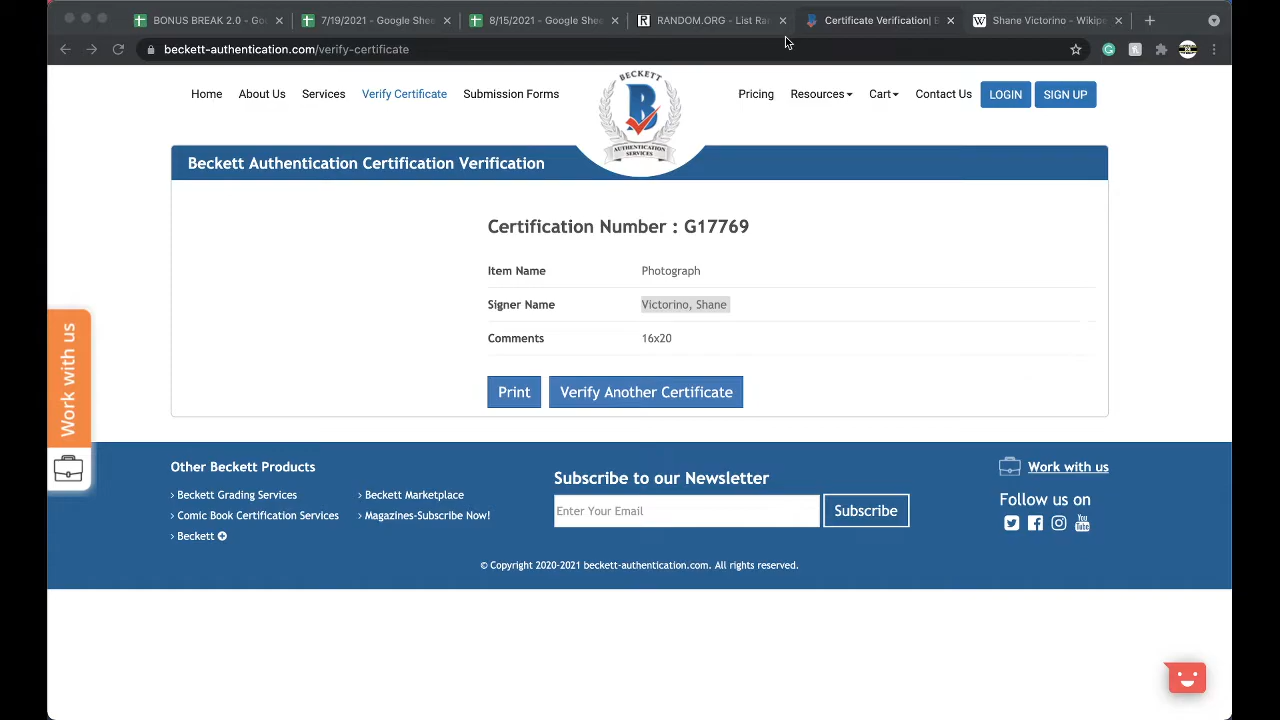 BONUS BREAK 2.0 - Go
7/19/2021 - Google Shee
8/15/2021 - Google Shee
RANDOM.ORG - List Ra
Certificate Verification| B
Shane Victorino - Wikipe
beckett-authentication.com/verify-certificate
Home
About Us
Services
Verify Certificate
Submission Forms
BECKETT
B
AUTHENTICATION
SERVICES
Pricing
Resources
Cart
Contact Us
LOGIN
SIGN UP
Beckett Authentication Certification Verification
Certification Number : G17769
Item Name Photograph
Signer Name Victorino, Shane
Comments 16x20
Print
Verify Another Certificate
Work with us
Other Beckett Products
› Beckett Grading Services
› Comic Book Certification Services
› Beckett
› Beckett Marketplace
› Magazines-Subscribe Now!
Subscribe to our Newsletter
Enter Your Email
Subscribe
Work with us
Follow us on
You
Tube
© Copyright 2020-2021 beckett-authentication.com. All rights reserved.